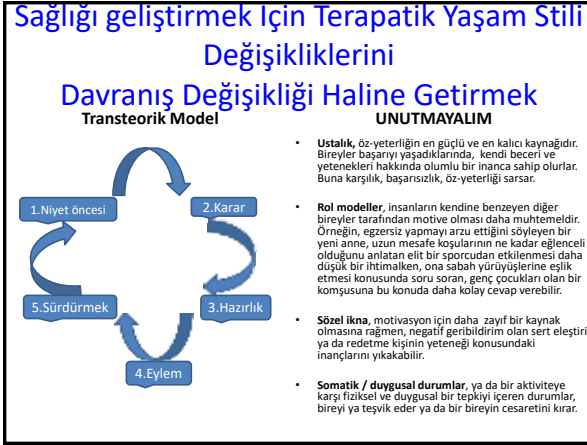 Sağlığı geliştirmek İçin Terapatik Yaşam Stili
Değişikliklerini
Davranış Değişikliği Haline Getirmek
Transteorik Model
1.Niyet öncesi
2.Karar
3.Hazırlık
4.Eylem
5.Sürdürmek
UNUTMAYALIM
• Ustalık, öz-yeterliğin en güçlü ve en kalıcı kaynağıdır.
Bireyler başarıyı yaşadıklarında, kendi beceri ve
yetenekleri hakkında olumlu bir inanca sahip olurlar.
Buna karşılık, başarısızlık, öz-yeterliği sarsar.
• Rol modeller, insanların kendine benzeyen diğer
bireyler tarafından motive olması daha muhtemeldir.
Örneğin, egzersiz yapmayı arzu ettiğini söyleyen bir
yeni anne, uzun mesafe koşularının ne kadar eğlenceli
olduğunu anlatan elit bir sporcudan etkilenmesi daha
düşük bir ihtimalken, ona sabah yürüyüşlerine eşlik
etmesi konusunda soru soran, genç çocukları olan bir
komşusuna bu konuda daha kolay cevap verebilir.
• Sözel ikna, motivasyon için daha zayıf bir kaynak
olmasına rağmen, negatif geribildirim olan sert eleştiri
ya da redetme kişinin yeteneği konusundaki
inançlarını yıkakabilir.
• Somatik / duygusal durumlar, ya da bir aktiviteye
karşı fiziksel ve duygusal bir tepkiyi içeren durumlar,
bireyi ya teşvik eder ya da bir bireyin cesaretini kırar.